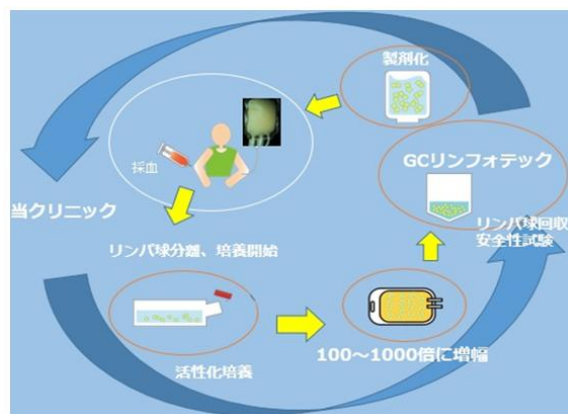 製剤化
採血
GCリンフォテック
当クリニック
リンパ球回収
安全性試験
リンパ球分離、培養開始
100～1000倍に増幅
活性化培養